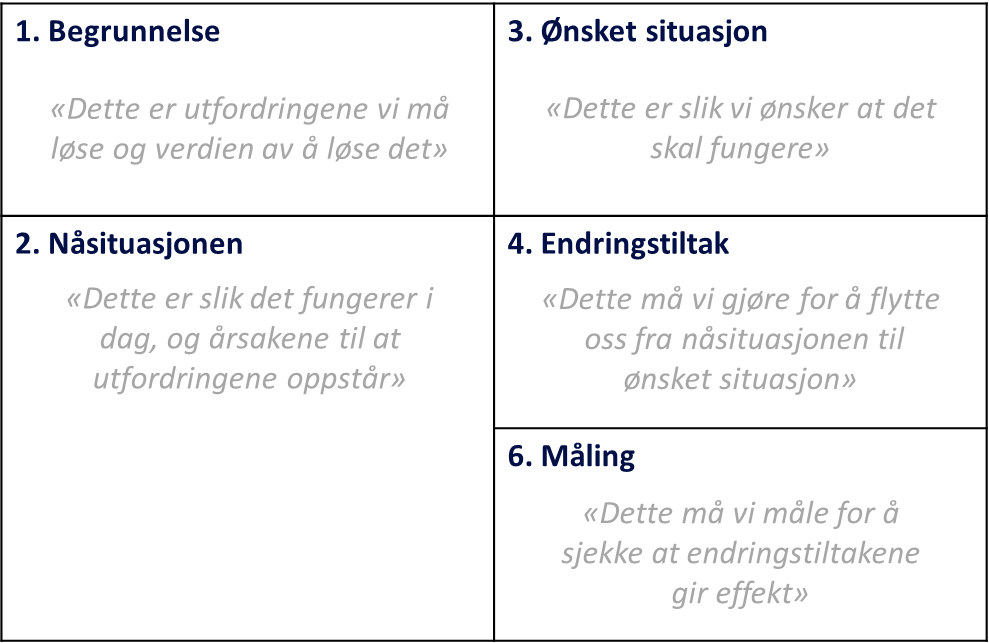 1. Begrunnelse
«Dette er utfordringene vi må
løse og verdien av å løse det»
2. Nåsituasjonen
«Dette er slik det fungerer i
dag, og årsakene til at
utfordringene oppstår»
3. Ønsket situasjon
«Dette er slik vi ønsker at det
skal fungere»
4. Endringstiltak
«Dette må vi gjøre for å flytte
oss fra nåsituasjonen til
ønsket situasjon»
6. Måling
«Dette må vi måle for å
sjekke at endringstiltakene
gir effekt»